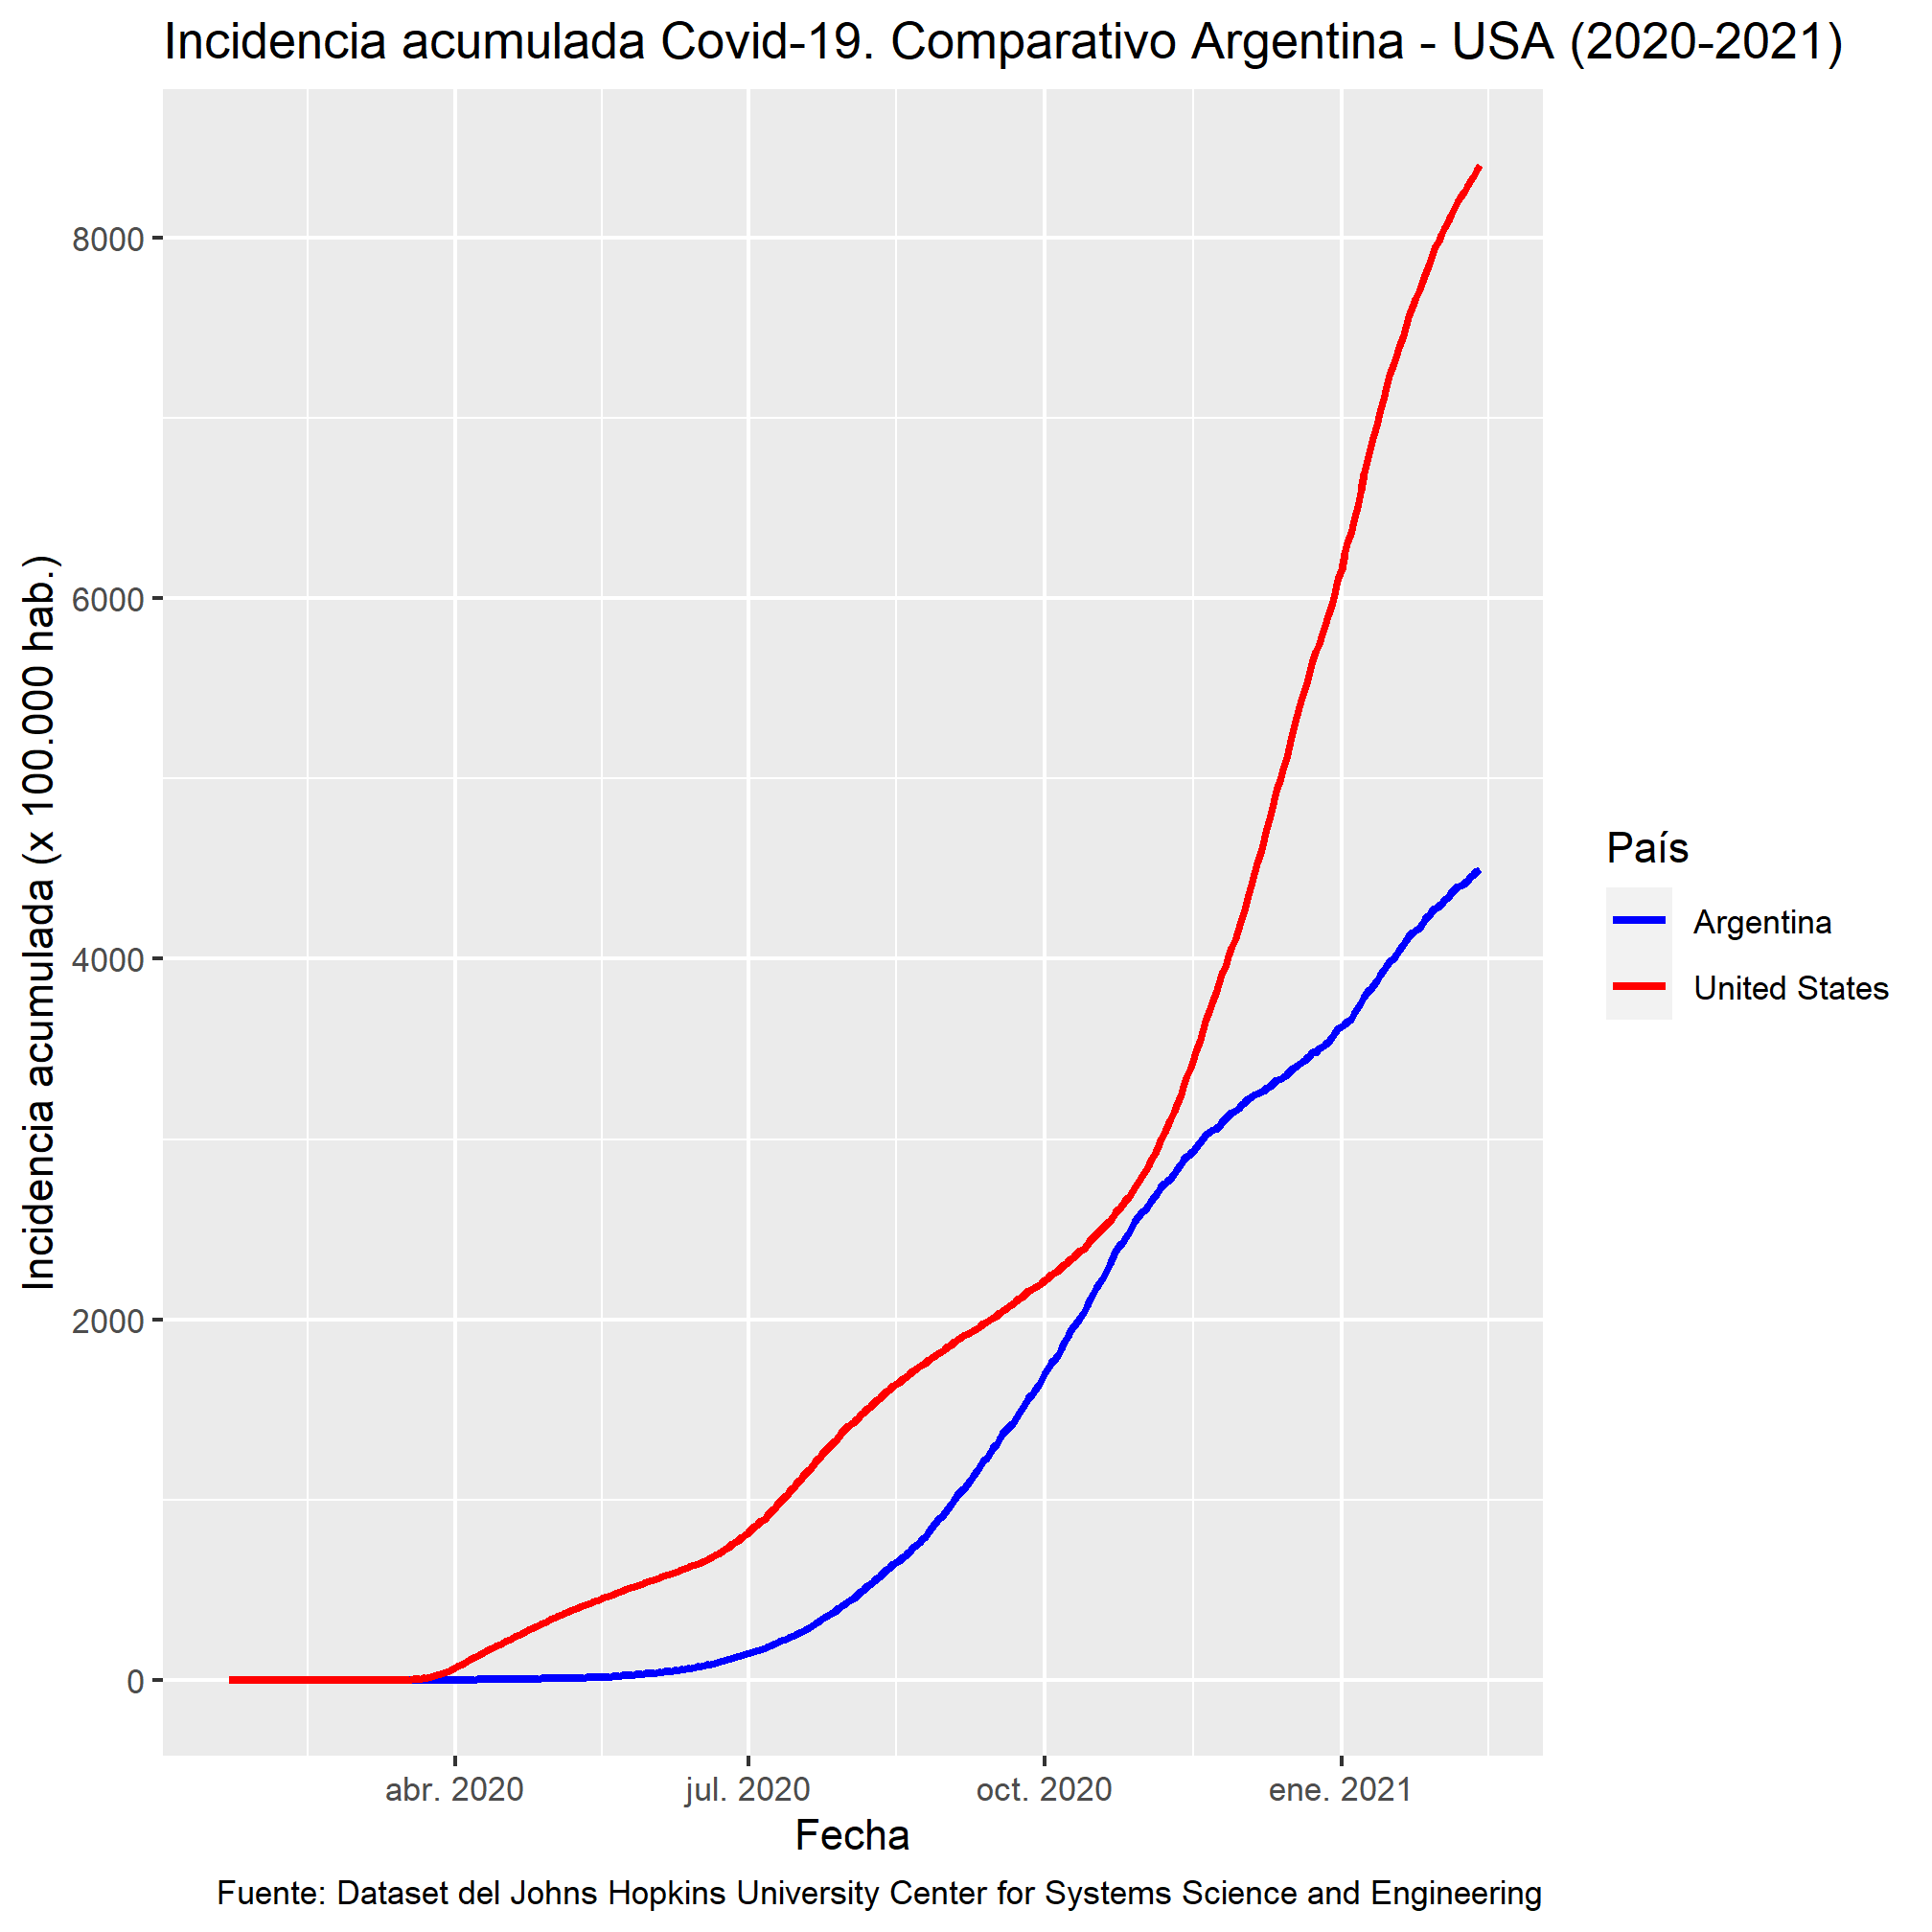 Incidencia acumulada Covid-19. Comparativo Argentina - USA (2020-2021)
Incidencia acumulada (x 100.000 hab.)
8000
6000
4000
2000
0
País
Argentina
United States
abr. 2020
jul. 2020
oct. 2020
ene. 2021
Fecha
Fuente: Dataset del Johns Hopkins University Center for Systems Science and Engineering